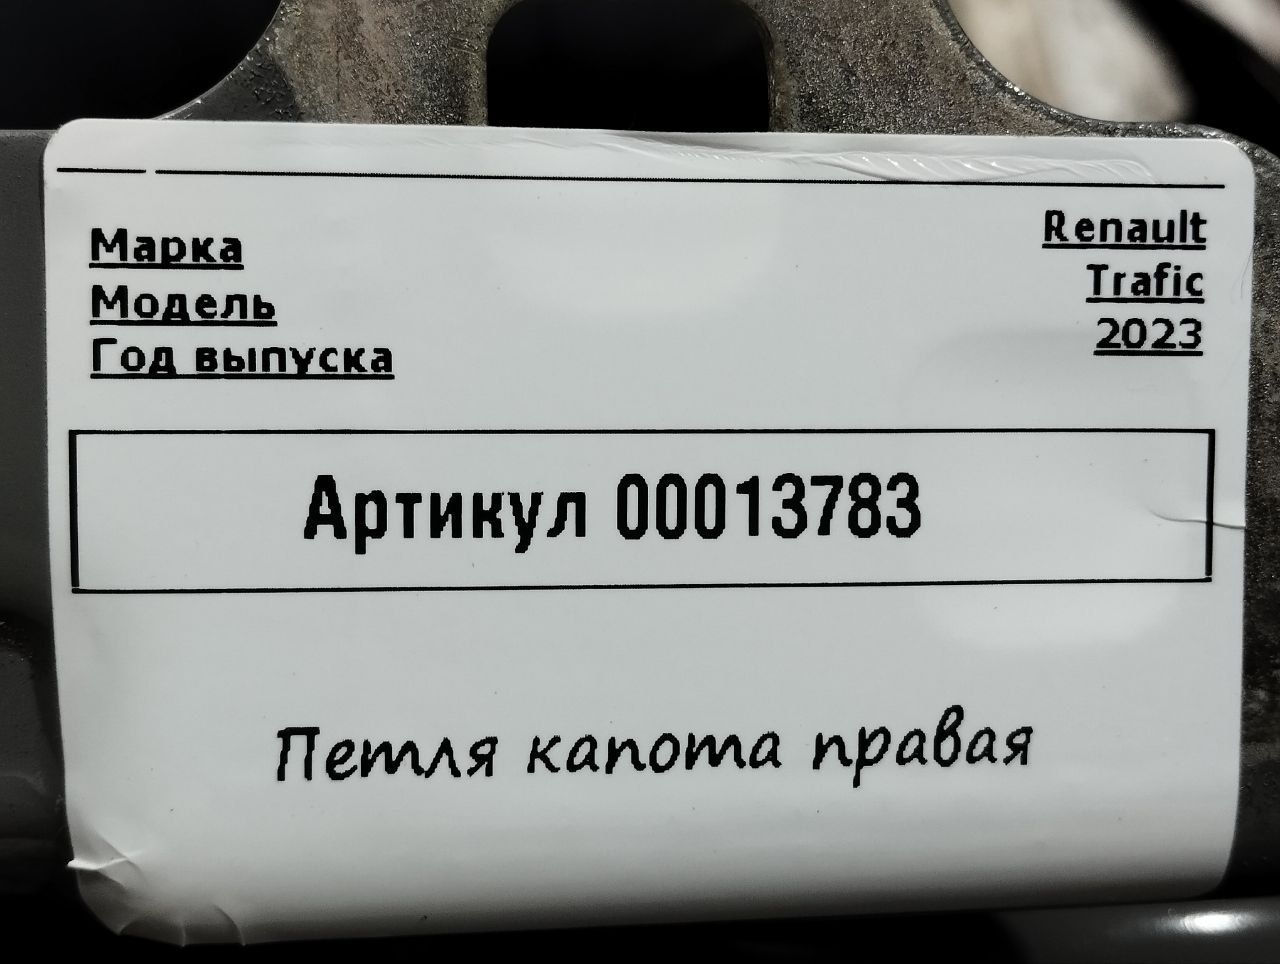 Марка Renault
Модель Trafic
Год выпуска 2023
Артикул 00013783
Петля капота правая